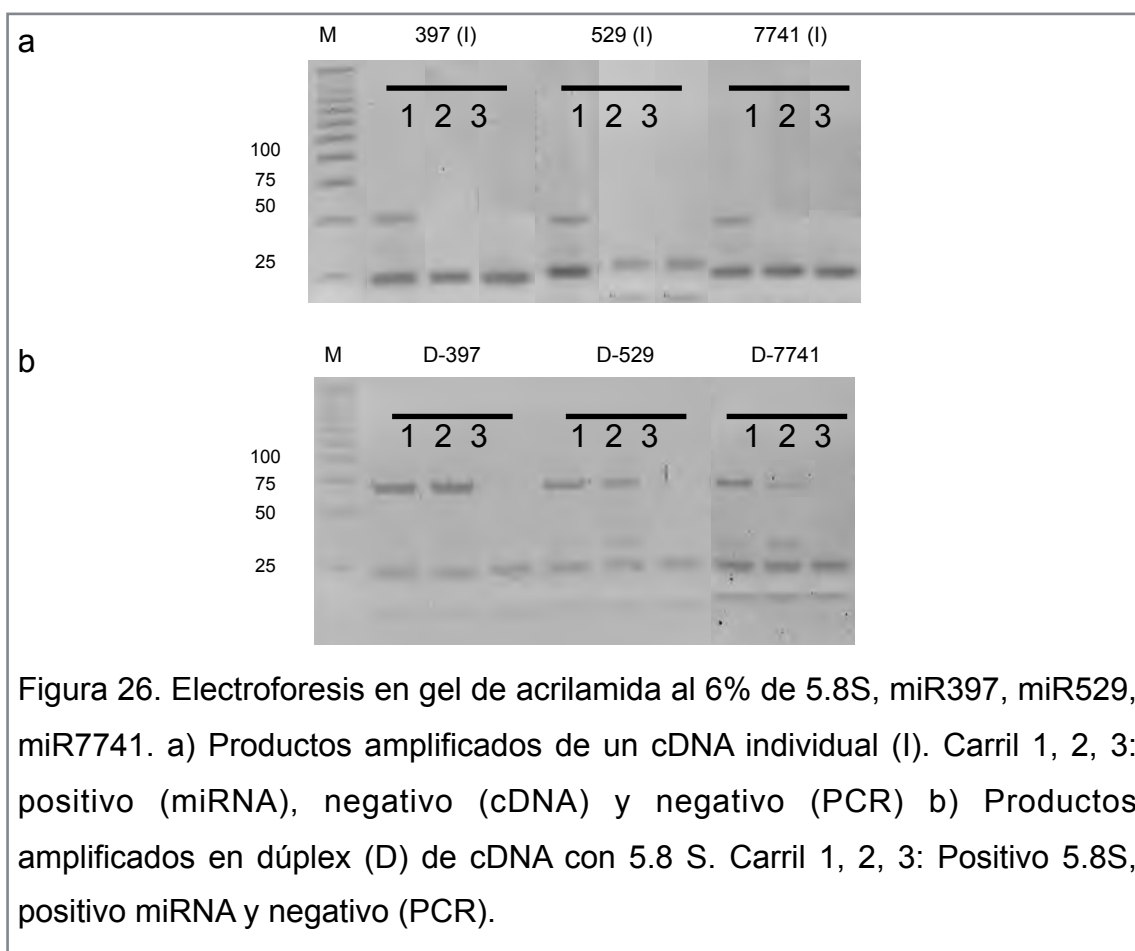 a
M 397 (I) 529 (I) 7741 (I)
1 2 3 1 2 3 1 2 3
100
75
50
25
b
M D-397 D-529 D-7741
1 2 3 1 2 3 1 2 3
100
75
50
25
Figura 26. Electroforesis en gel de acrilamida al 6% de 5.8S, miR397, miR529,
miR7741. a) Productos amplificados de un cDNA individual (I). Carril 1, 2, 3:
positivo (miRNA), negativo (cDNA) y negativo (PCR) b) Productos
amplificados en dúplex (D) de cDNA con 5.8 S. Carril 1, 2, 3: Positivo 5.8S,
positivo miRNA y negativo (PCR).